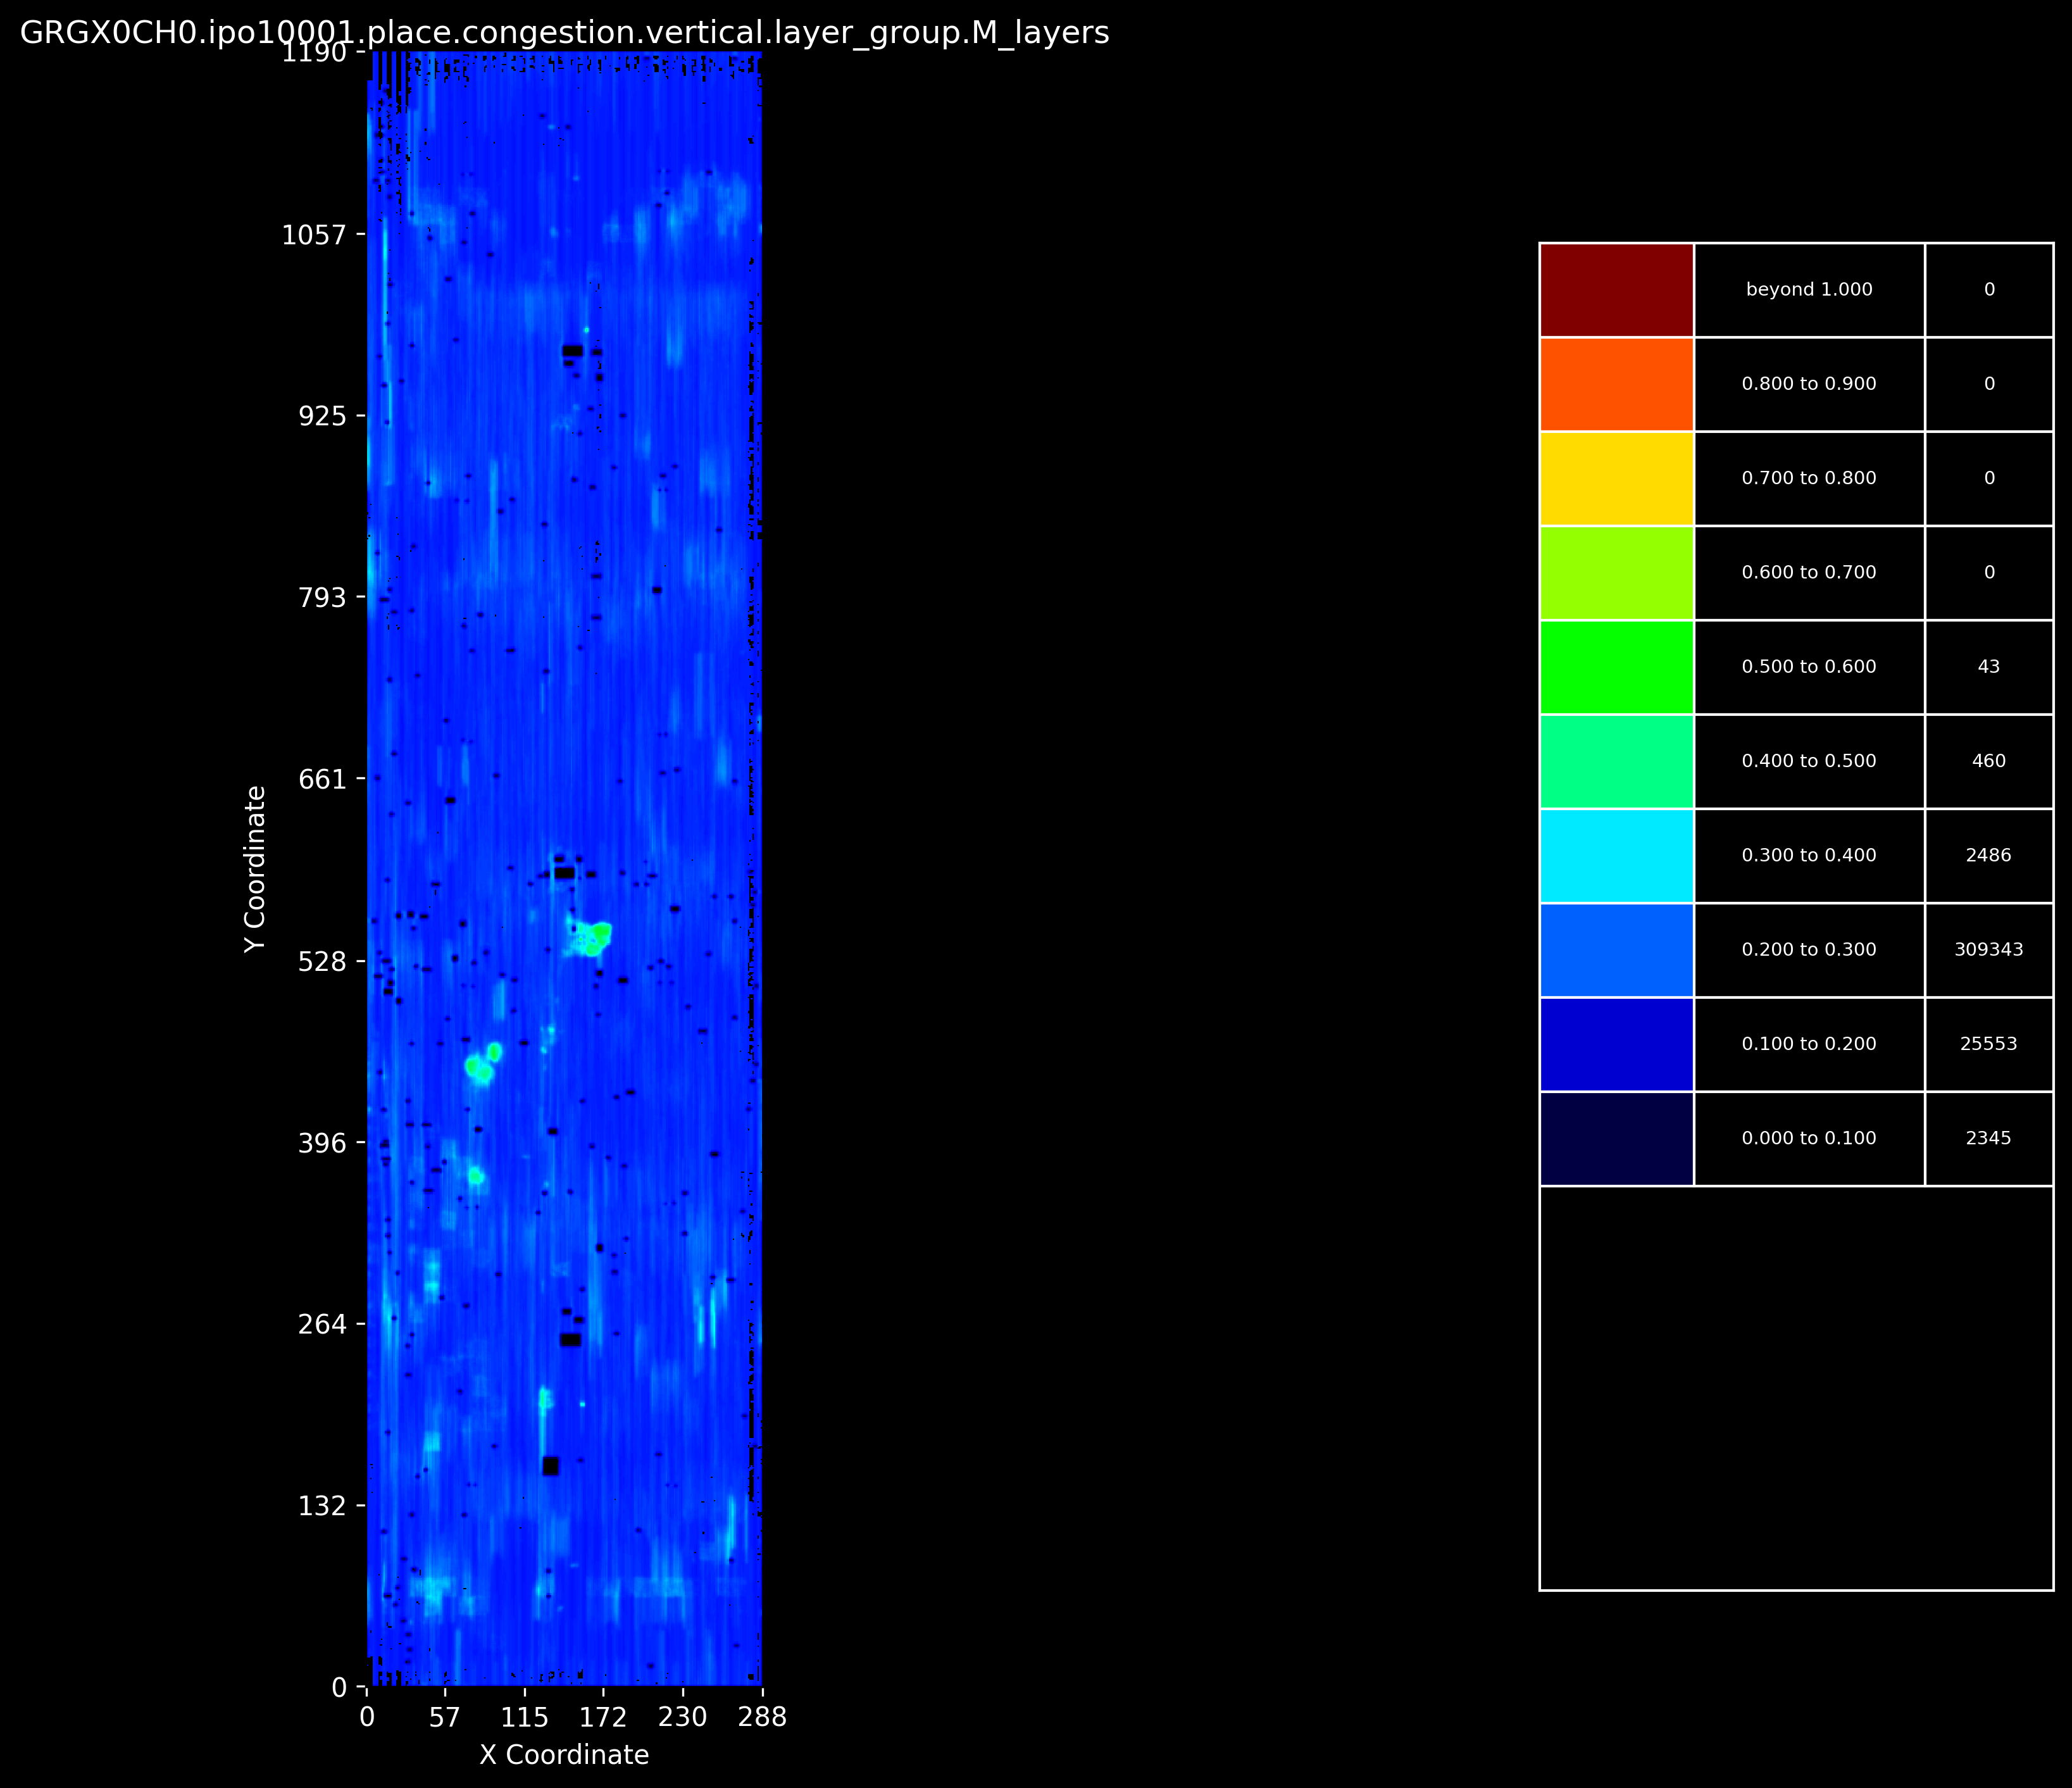 GRGX0CH0.ipo10001.place.congestion.vertical.layer_group.M_layers
1190
1057
925
793
661
528
396
264
132
0
Y Coordinate
0 57 115 172 230 288
X Coordinate
beyond 1.000 0
0.800 to 0.900 0
0.700 to 0.800 0
0.600 to 0.700 0
0.500 to 0.600 43
0.400 to 0.500 460
0.300 to 0.400 2486
0.200 to 0.300 309343
0.100 to 0.200 25553
0.000 to 0.100 2345